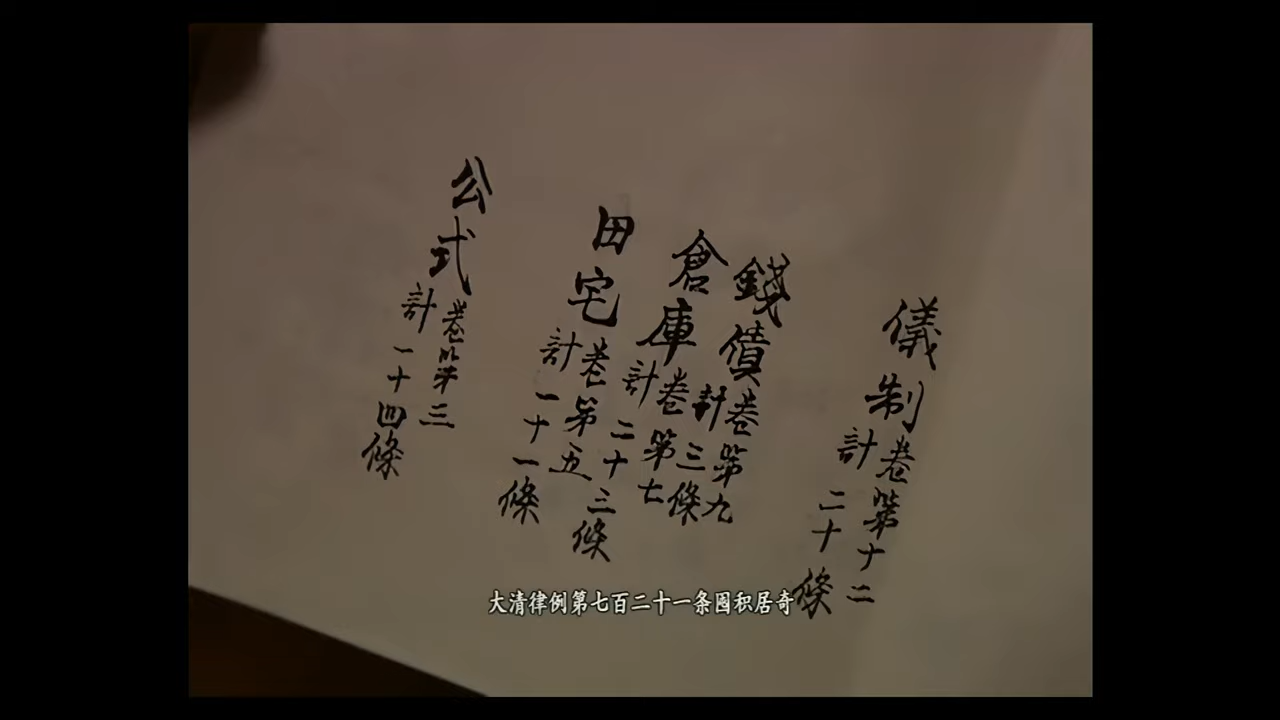 儀制
卷第十二
計二十條
錢債
卷第九
計三條
倉庫
卷第七
計二十三條
田宅
卷第五
計一十一條
公式
卷第三
計一十四條
大清律例第七百二十一条囤积居奇